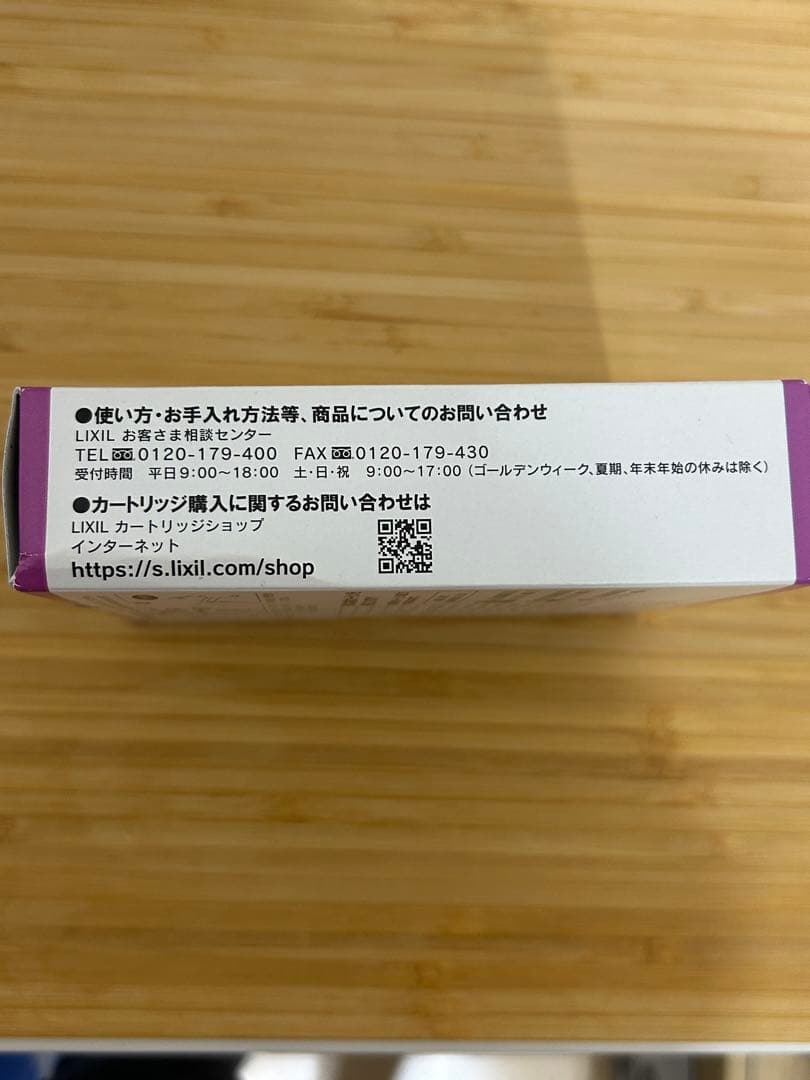 ●使い方・お手入れ方法等、商品についてのお問い合わせ
LIXIL お客さま相談センター
TEL 0120-179-400 FAX 0120-179-430
受付時間 平日9:00~18:00 土・日・祝 9:00~17:00(ゴールデンウィーク、夏期、年末年始の休みは除く)
●カートリッジ購入に関するお問い合わせは
LIXIL カートリッジショップ
インターネット
https://s.lixil.com/shop